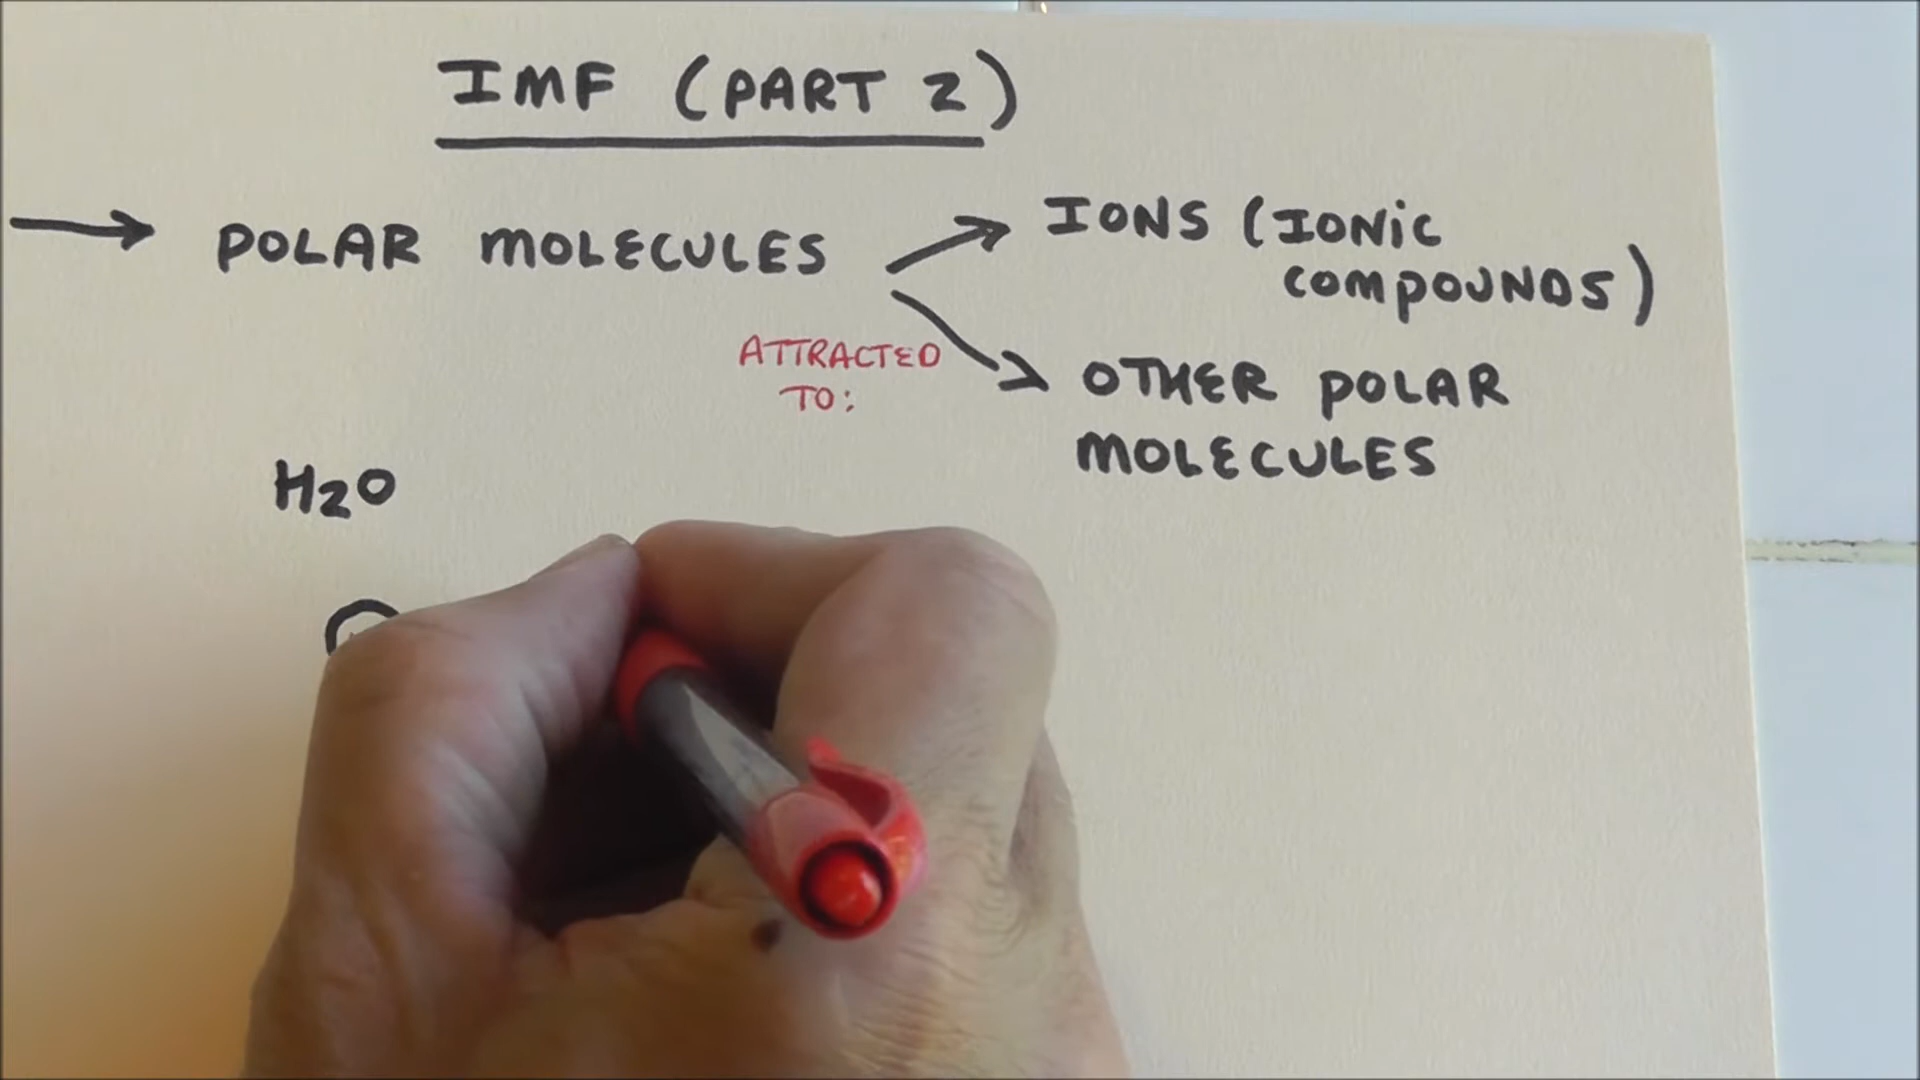 IMF (PART 2)
POLAR MOLECULES
IONS (IONIC
COMPOUNDS)
ATTRACTED
TO:
OTHER POLAR
MOLECULES
H2O